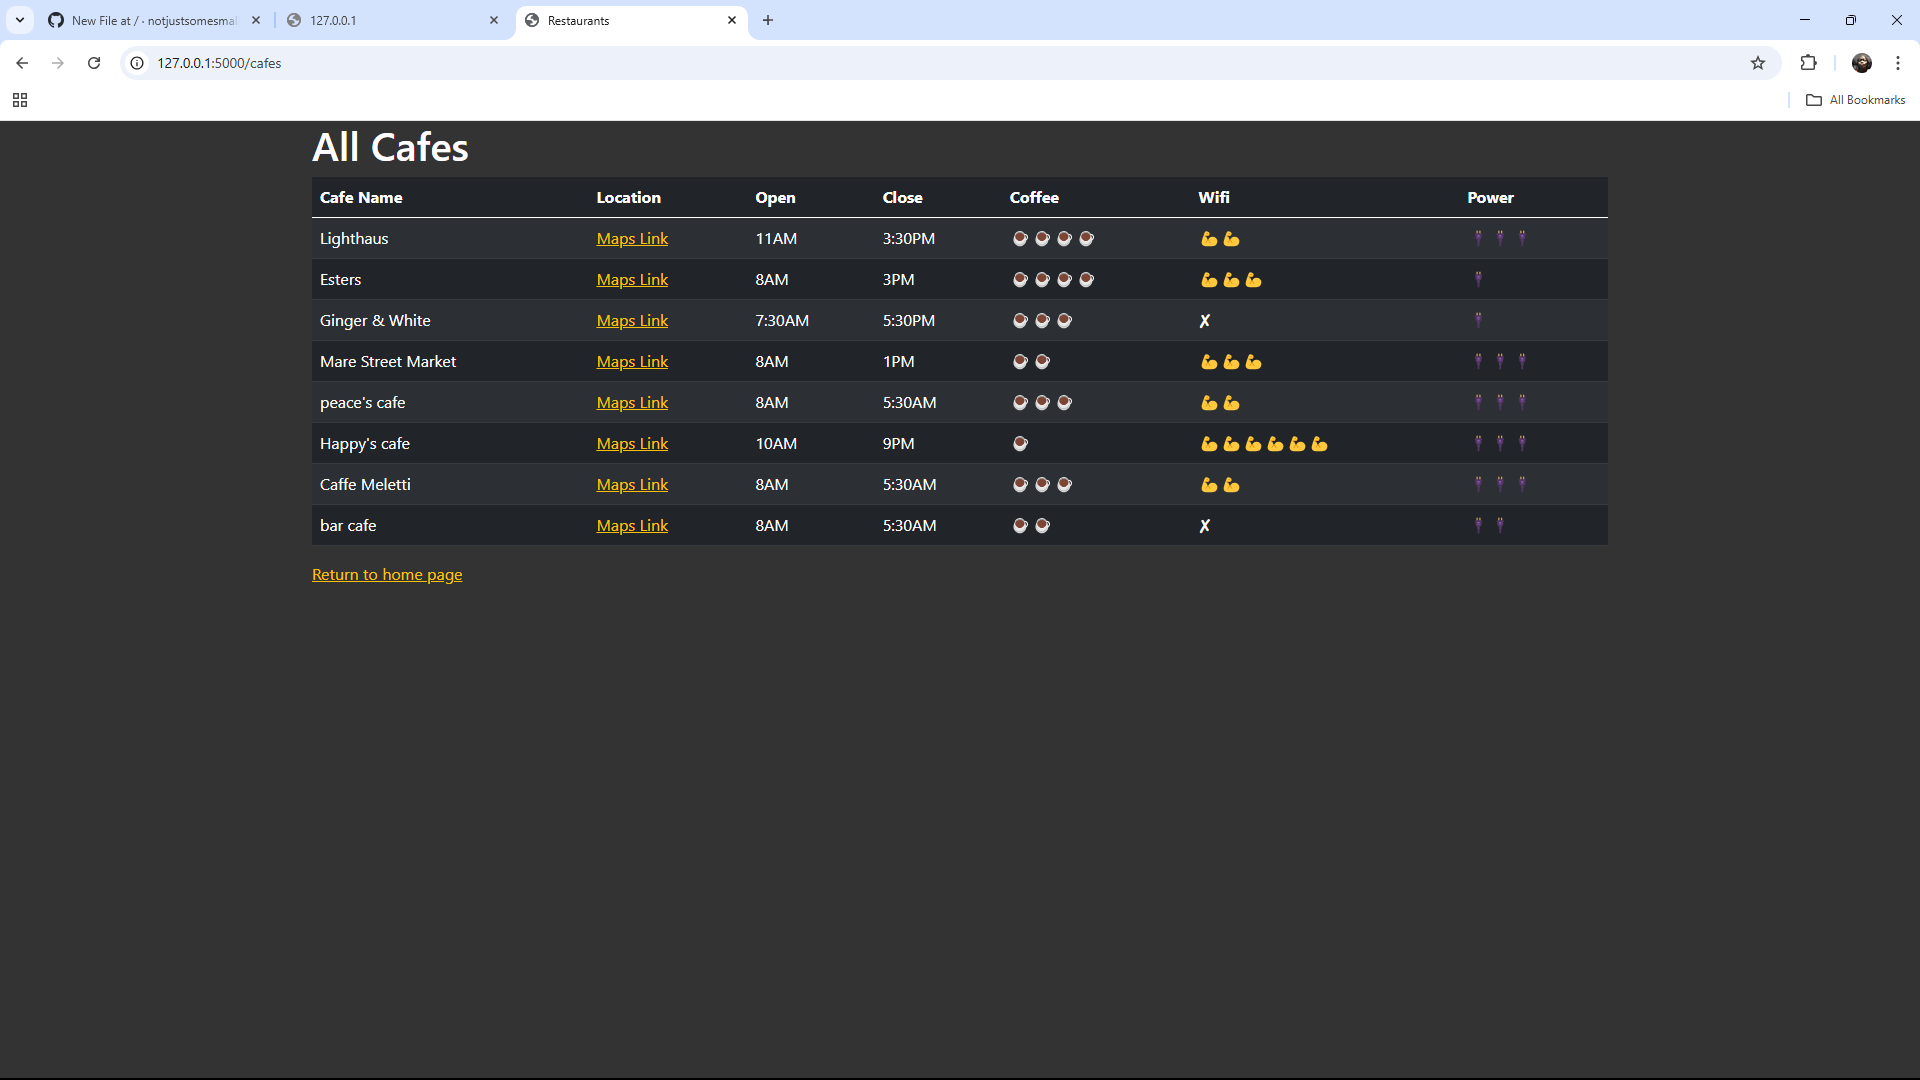 New File at / · notjustsomesmal
127.0.0.1
Restaurants
127.0.0.1:5000/cafes
All Bookmarks
All Cafes
Cafe Name Location Open Close Coffee Wifi Power
Lighthaus Maps Link 11AM 3:30PM ☕☕☕☕ 💪💪 🔌🔌🔌
Esters Maps Link 8AM 3PM ☕☕☕☕ 💪💪💪 🔌
Ginger & White Maps Link 7:30AM 5:30PM ☕☕☕ ✘ 🔌
Mare Street Market Maps Link 8AM 1PM ☕☕ 💪💪💪 🔌🔌🔌
peace's cafe Maps Link 8AM 5:30AM ☕☕☕ 💪💪 🔌🔌🔌
Happy's cafe Maps Link 10AM 9PM ☕ 💪💪💪💪💪💪 🔌🔌🔌
Caffe Meletti Maps Link 8AM 5:30AM ☕☕☕ 💪💪 🔌🔌🔌
bar cafe Maps Link 8AM 5:30AM ☕☕ ✘ 🔌🔌
Return to home page